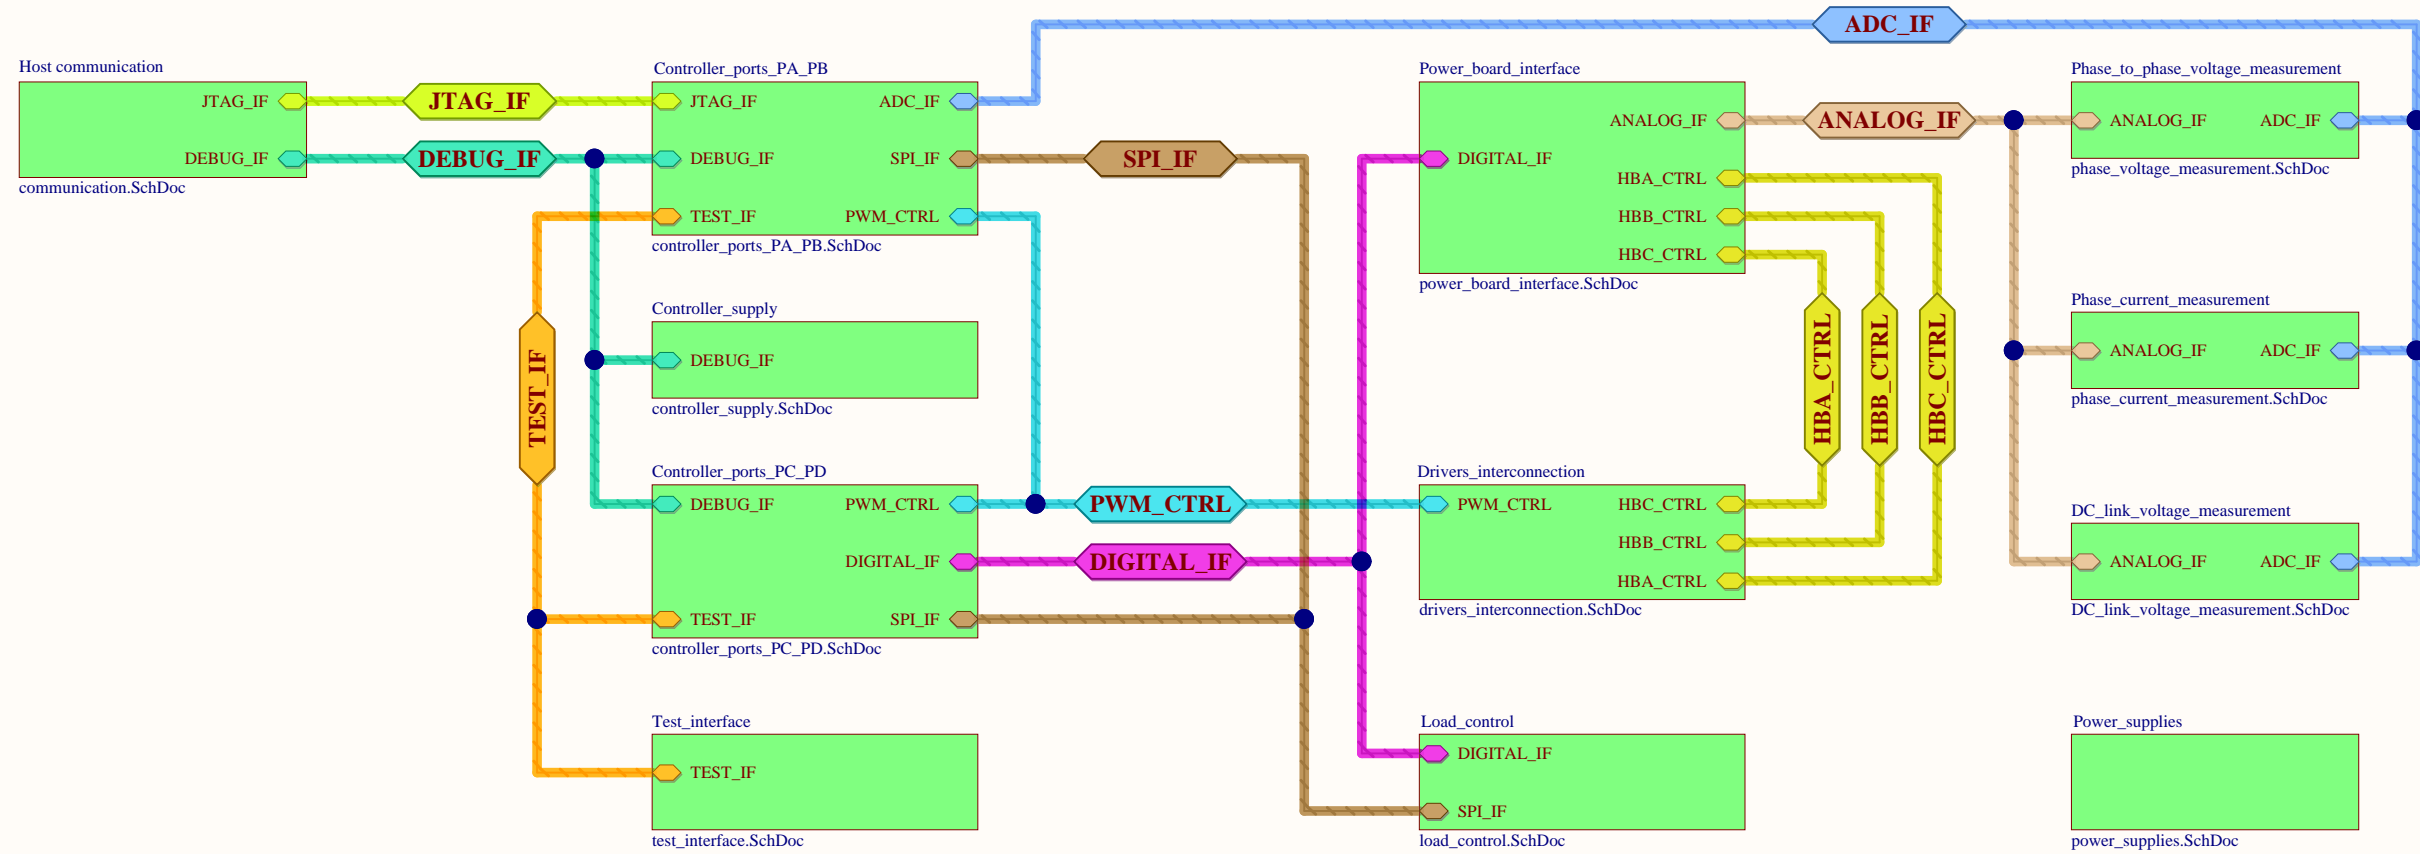 ADC_IF
Host communication
JTAG_IF
DEBUG_IF
communication.SchDoc
JTAG_IF
DEBUG_IF
Controller_ports_PA_PB
JTAG_IF
ADC_IF
DEBUG_IF
SPI_IF
TEST_IF
PWM_CTRL
controller_ports_PA_PB.SchDoc
SPI_IF
Power_board_interface
ANALOG_IF
DIGITAL_IF
HBA_CTRL
HBB_CTRL
HBC_CTRL
power_board_interface.SchDoc
ANALOG_IF
Phase_to_phase_voltage_measurement
ANALOG_IF
ADC_IF
phase_voltage_measurement.SchDoc
TEST_IF
Controller_supply
DEBUG_IF
controller_supply.SchDoc
HBA_CTRL
HBB_CTRL
HBC_CTRL
Phase_current_measurement
ANALOG_IF
ADC_IF
phase_current_measurement.SchDoc
Controller_ports_PC_PD
DEBUG_IF
PWM_CTRL
DIGITAL_IF
TEST_IF
SPI_IF
controller_ports_PC_PD.SchDoc
PWM_CTRL
DIGITAL_IF
Drivers_interconnection
PWM_CTRL
HBC_CTRL
HBB_CTRL
HBA_CTRL
drivers_interconnection.SchDoc
DC_link_voltage_measurement
ANALOG_IF
ADC_IF
DC_link_voltage_measurement.SchDoc
Test_interface
TEST_IF
test_interface.SchDoc
Load_control
DIGITAL_IF
SPI_IF
load_control.SchDoc
Power_supplies
power_supplies.SchDoc